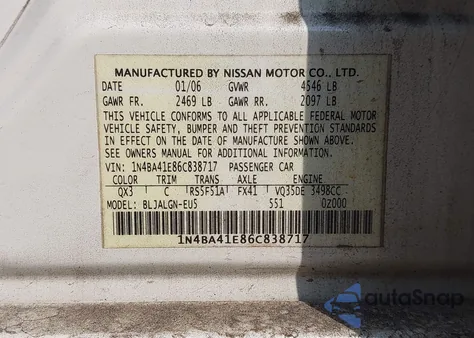 MANUFACTURED BY NISSAN MOTOR CO., LTD.
DATE 01/06 GVWR 4546 LB
GAWR FR. 2469 LB GAWR RR. 2097 LB
THIS VEHICLE CONFORMS TO ALL APPLICABLE FEDERAL MOTOR
VEHICLE SAFETY, BUMPER AND THEFT PREVENTION STANDARDS
IN EFFECT ON THE DATE OF MANUFACTURE SHOWN ABOVE.
SEE OWNERS MANUAL FOR ADDITIONAL INFORMATION.
VIN: 1N4BA41E86C838717 PASSENGER CAR
COLOR TRIM TRANS AXLE ENGINE
QX3 C RS5F51A FX41 VQ35DE 3498CC
MODEL: BLJALGN-EU5 551 0Z000
1N4BA41E86C838717
autoSnap